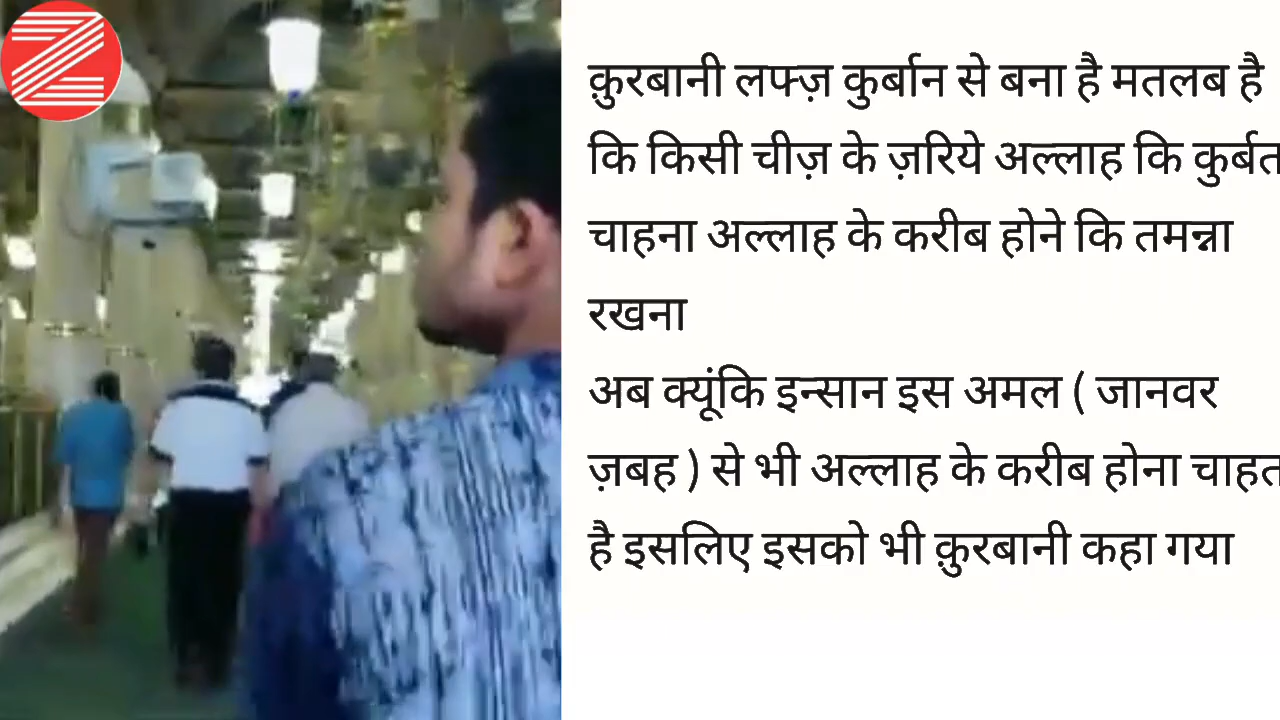 क़ुरबानी लफ्ज़ कुर्बान से बना है मतलब है
कि किसी चीज़ के ज़रिये अल्लाह कि कुर्बत
चाहना अल्लाह के करीब होने कि तमन्ना
रखना
अब क्यूंकि इन्सान इस अमल ( जानवर
ज़बह ) से भी अल्लाह के करीब होना चाहत
है इसलिए इसको भी क़ुरबानी कहा गया